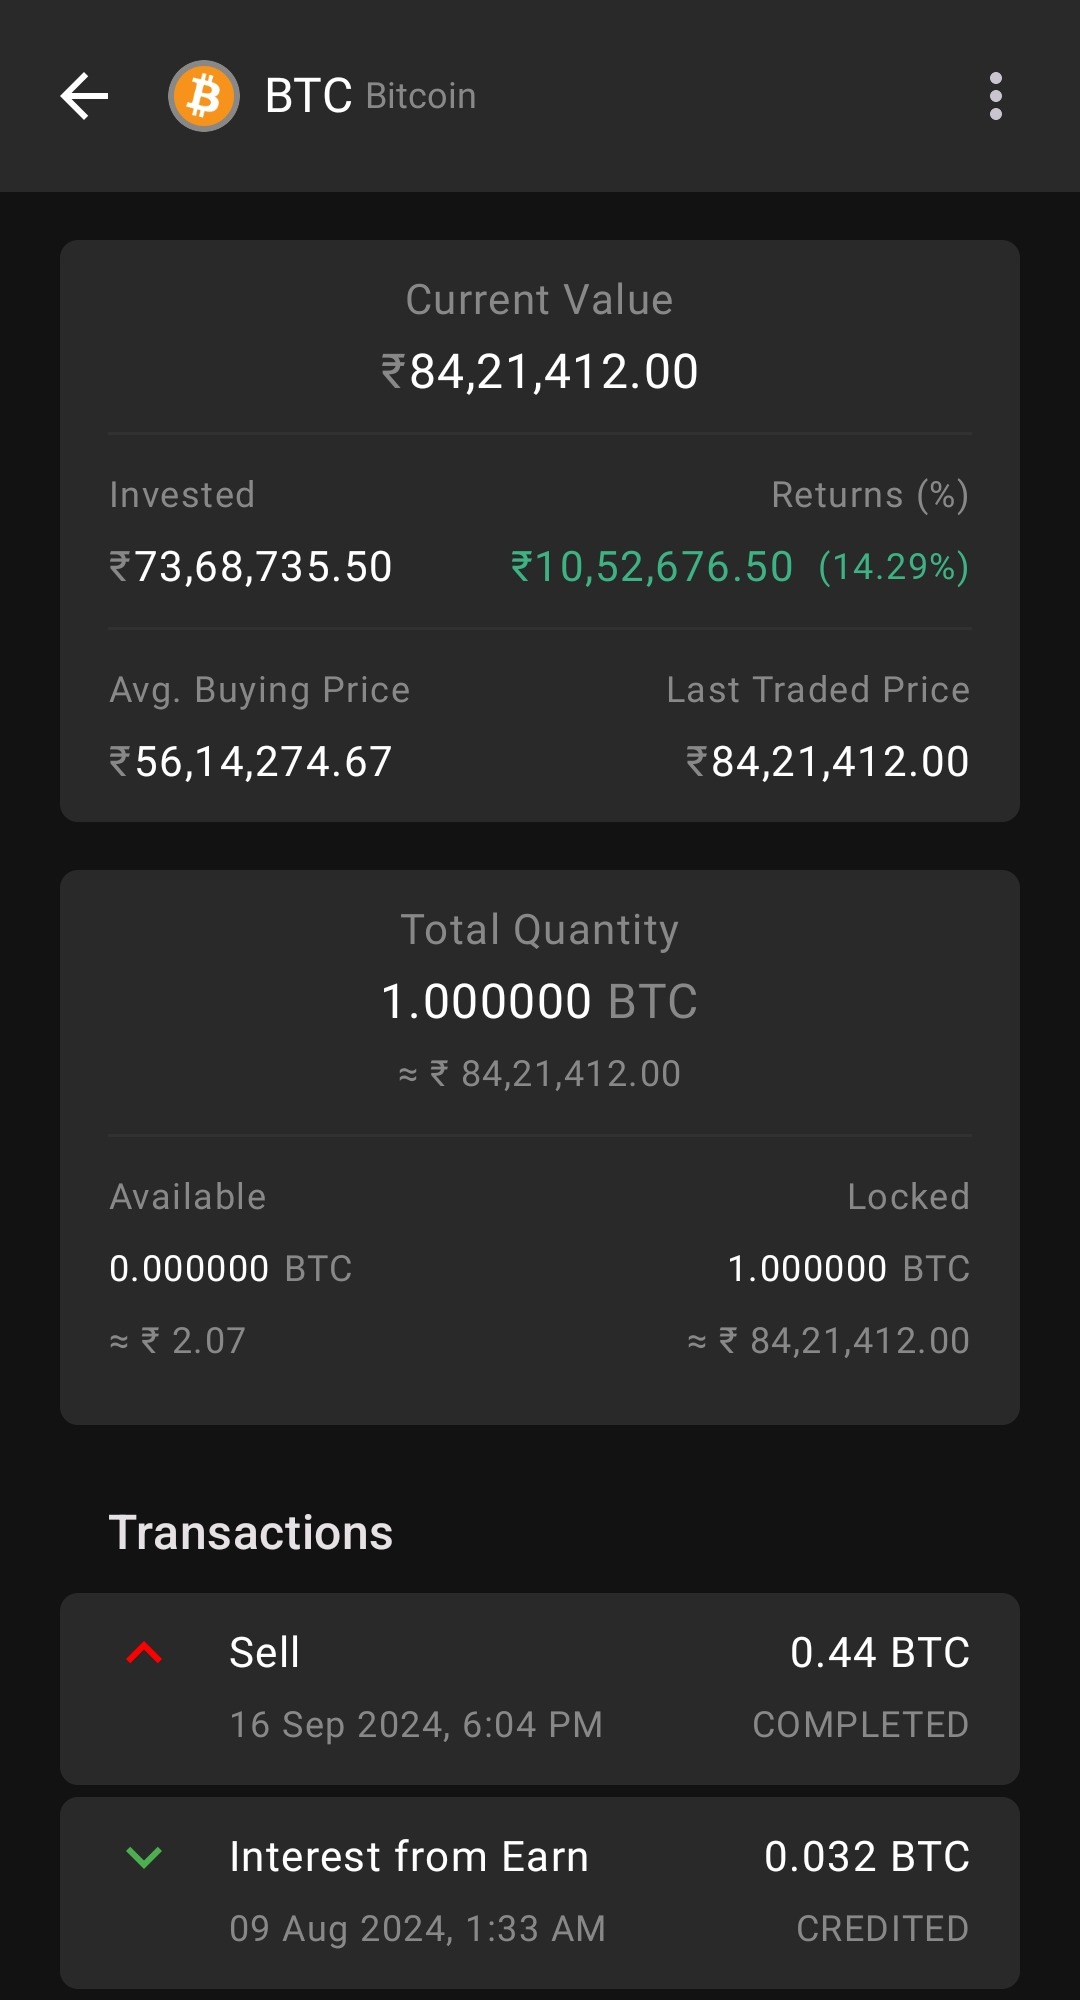 BTC Bitcoin
Current Value
₹84,21,412.00
Invested Returns (%)
₹73,68,735.50 ₹10,52,676.50 (14.29%)
Avg. Buying Price Last Traded Price
₹56,14,274.67 ₹84,21,412.00
Total Quantity
1.000000 BTC
≈ ₹ 84,21,412.00
Available Locked
0.000000 BTC 1.000000 BTC
≈ ₹ 2.07 ≈ ₹ 84,21,412.00
Transactions
Sell 0.44 BTC
16 Sep 2024, 6:04 PM COMPLETED
Interest from Earn 0.032 BTC
09 Aug 2024, 1:33 AM CREDITED